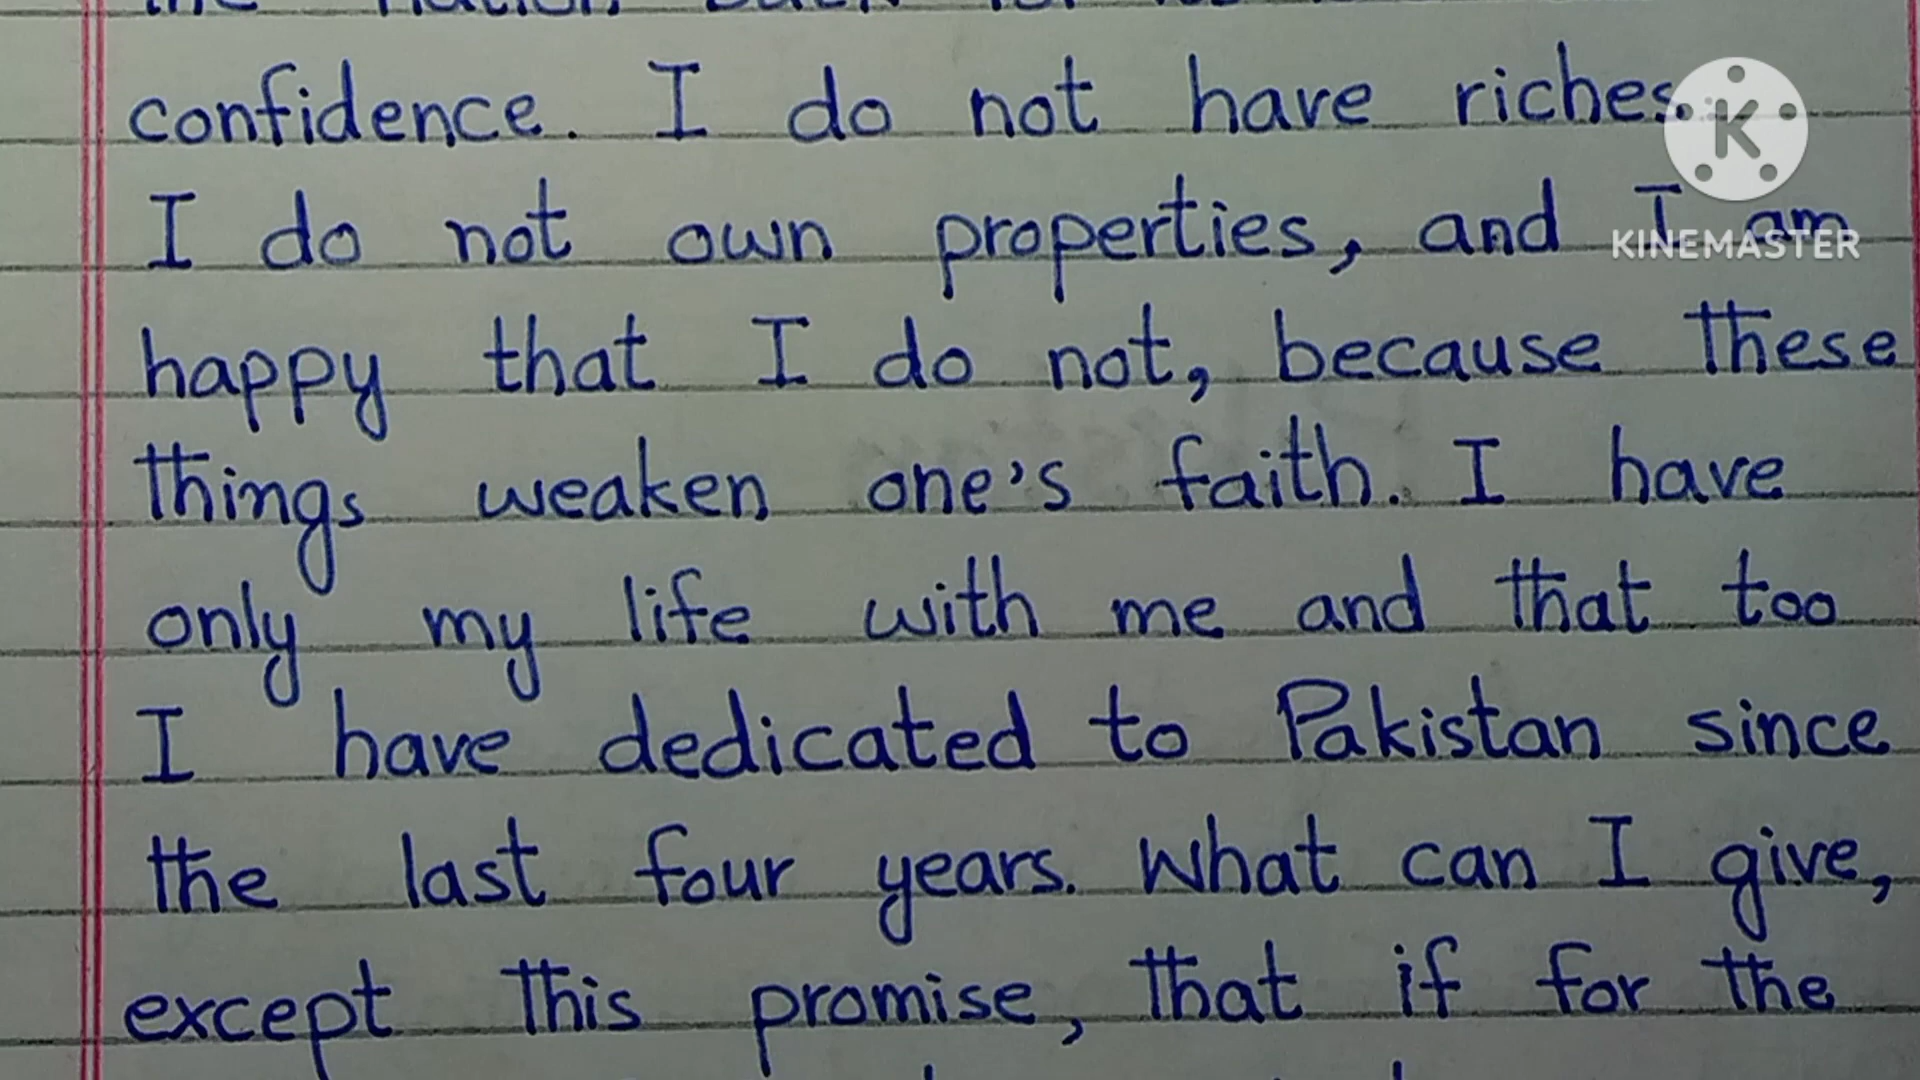 confidence. I do not have riches.
I do not own properties, and I am
happy that I do not, because these
things weaken one's faith. I have
only my life with me and that too
I have dedicated to Pakistan since
the last four years. What can I give,
except this promise, that if for the
K
KINEMASTER